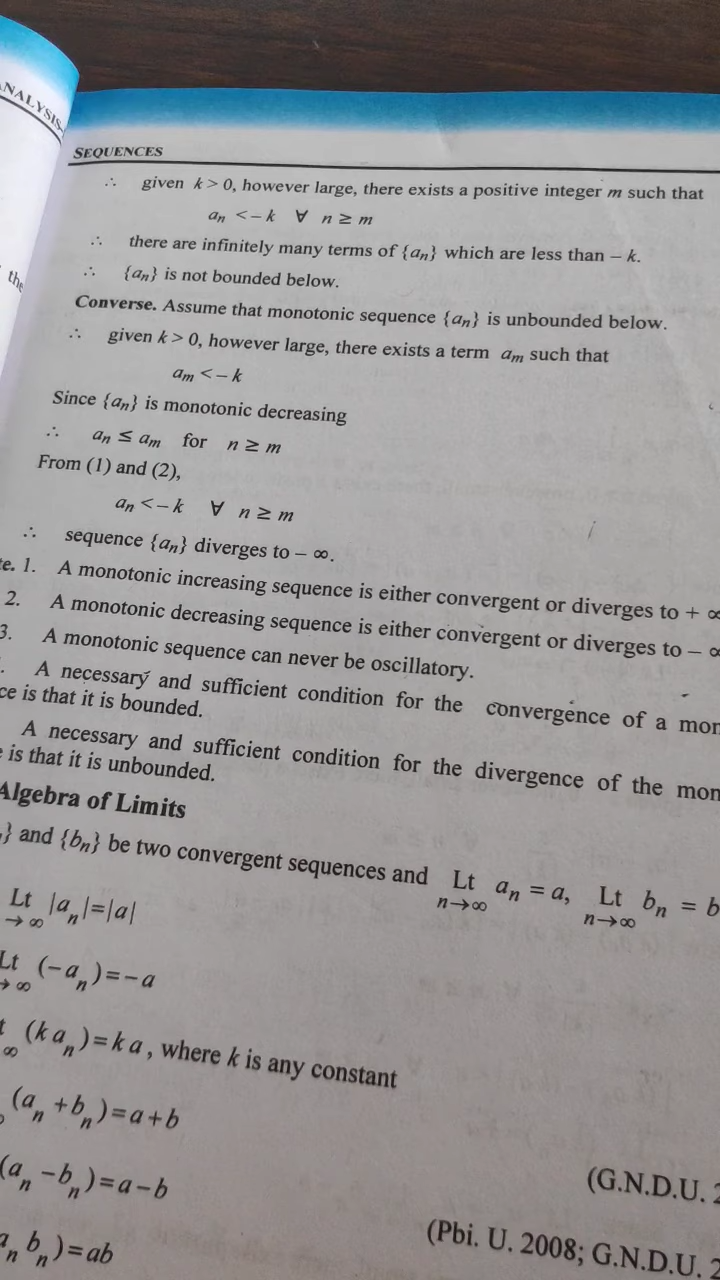 NALYSIS
the
SEQUENCES
∴ given k > 0, however large, there exists a positive integer m such that
aₙ < – k ∀ n ≥ m
∴ there are infinitely many terms of {aₙ} which are less than – k.
∴ {aₙ} is not bounded below.
Converse. Assume that monotonic sequence {aₙ} is unbounded below.
∴ given k > 0, however large, there exists a term aₘ such that
aₘ < – k
Since {aₙ} is monotonic decreasing
∴ aₙ ≤ aₘ for n ≥ m
From (1) and (2),
aₙ < – k ∀ n ≥ m
∴ sequence {aₙ} diverges to – ∞.
te. 1. A monotonic increasing sequence is either convergent or diverges to + ∞
2. A monotonic decreasing sequence is either convergent or diverges to – ∞
3. A monotonic sequence can never be oscillatory.
. A necessary and sufficient condition for the convergence of a mon
ce is that it is bounded.
A necessary and sufficient condition for the divergence of the mon
e is that it is unbounded.
Algebra of Limits
} and {bₙ} be two convergent sequences and Lt n→∞ aₙ = a, Lt n→∞ bₙ = b
Lt →∞ |aₙ|=|a|
Lt →∞ (–aₙ)=–a
t ∞ (k aₙ)=k a, where k is any constant
(aₙ +bₙ)=a+b
(aₙ –bₙ)=a–b (G.N.D.U. 2
aₙ bₙ)=ab (Pbi. U. 2008; G.N.D.U. 2